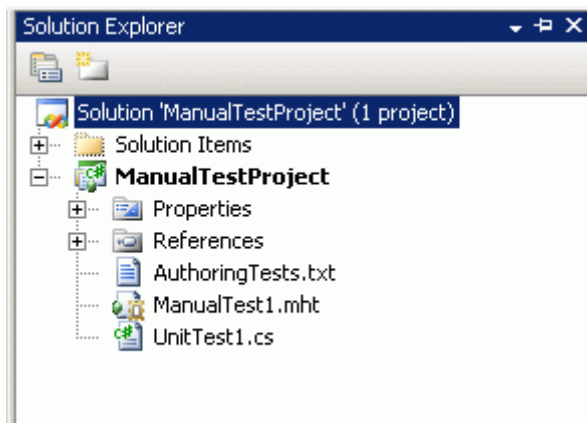 Solution Explorer
Solution 'ManualTestProject' (1 project)
Solution Items
ManualTestProject
Properties
References
AuthoringTests.txt
ManualTest1.mht
UnitTest1.cs